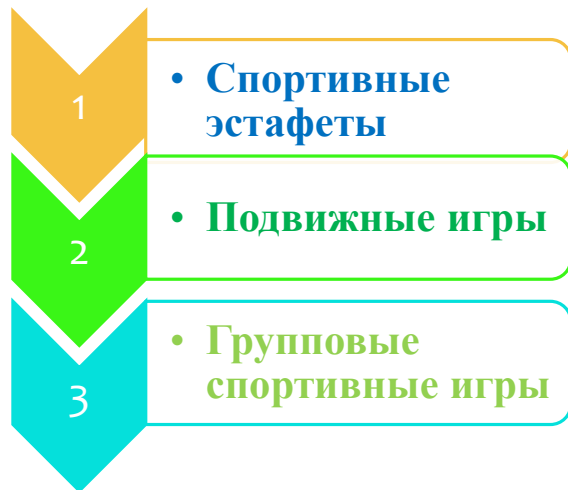 1
• Спортивные
эстафеты
2
• Подвижные игры
3
• Групповые
спортивные игры